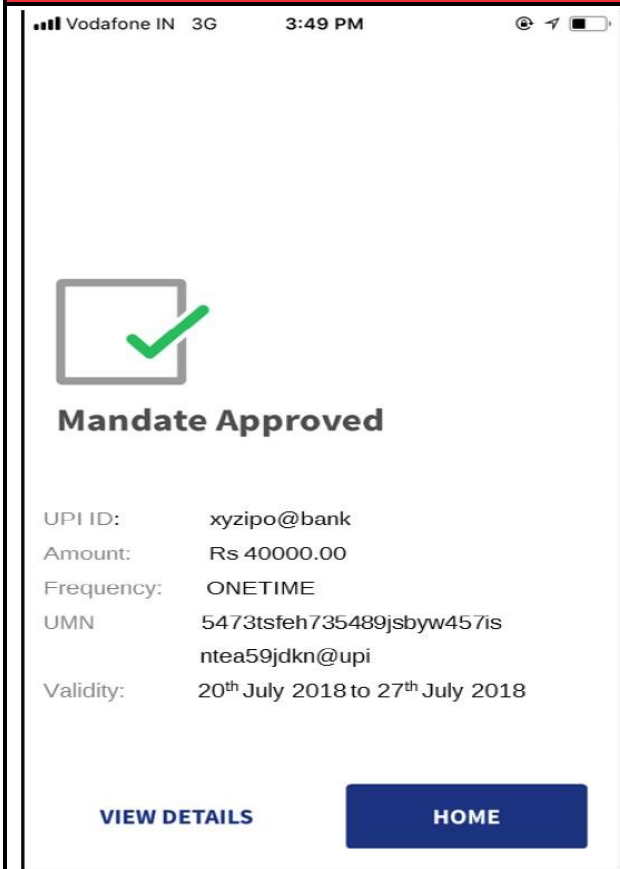 Vodafone IN 3G 3:49 PM
Mandate Approved
UPI ID: xyzipo@bank
Amount: Rs 40000.00
Frequency: ONETIME
UMN 5473tsfeh735489jsbyw457is
ntea59jdkn@upi
Validity: 20th July 2018 to 27th July 2018
VIEW DETAILS HOME